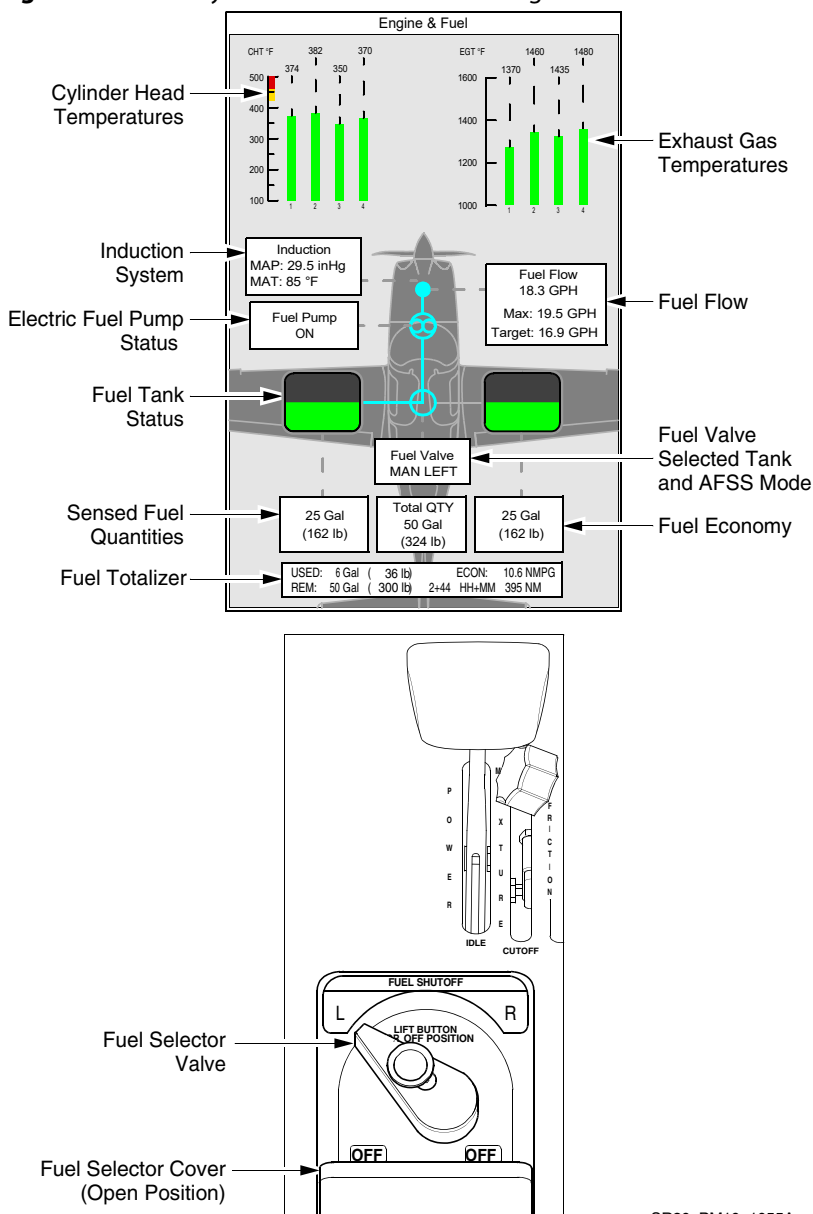 Engine & Fuel
CHT °F
382
370
374
350
500
400
300
200
100
1 2 3 4
EGT °F
1460
1480
1370
1435
1600
1400
1200
1000
1 2 3 4
Cylinder Head
Temperatures
Exhaust Gas
Temperatures
Induction
System
Induction
MAP: 29.5 inHg
MAT: 85 °F
Fuel Flow
18.3 GPH
Max: 19.5 GPH
Target: 16.9 GPH
Fuel Flow
Electric Fuel Pump
Status
Fuel Pump
ON
Fuel Tank
Status
Fuel Valve
MAN LEFT
Fuel Valve
Selected Tank
and AFSS Mode
Sensed Fuel
Quantities
25 Gal
(162 lb)
Total QTY
50 Gal
(324 lb)
25 Gal
(162 lb)
Fuel Economy
Fuel Totalizer
USED: 6 Gal ( 36 lb) ECON: 10.6 NMPG
REM: 50 Gal ( 300 lb) 2+44 HH+MM 395 NM
POWER
FRICTION
IDLE
CUTOFF
FUEL SHUTOFF
L
R
LIFT BUTTON
OFF POSITION
Fuel Selector
Valve
OFF
OFF
Fuel Selector Cover
(Open Position)